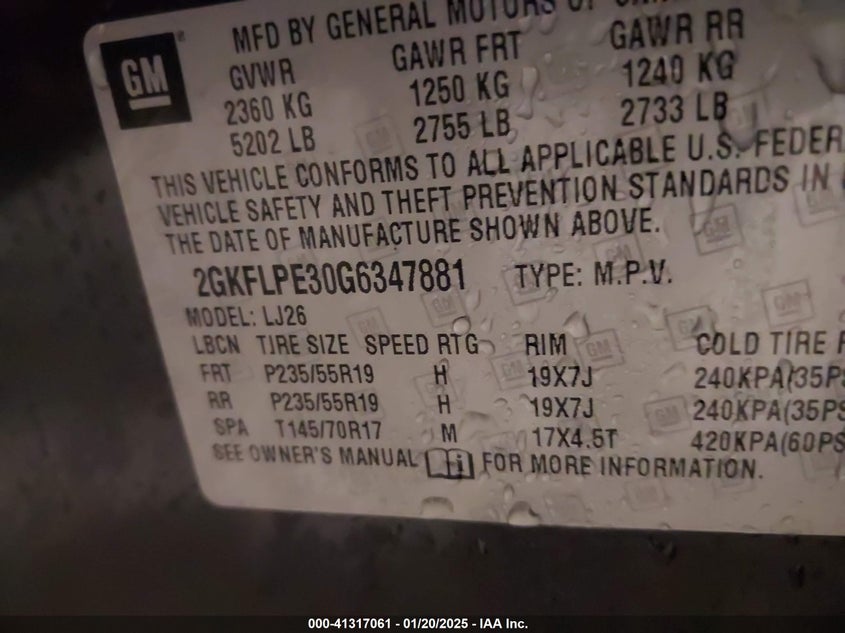 GM
MFD BY GENERAL MOTORS OF
GVWR GAWR FRT GAWR RR
2360 KG 1250 KG 1240 KG
5202 LB 2755 LB 2733 LB
THIS VEHICLE CONFORMS TO ALL APPLICABLE U.S. FEDER
VEHICLE SAFETY AND THEFT PREVENTION STANDARDS IN
THE DATE OF MANUFACTURE SHOWN ABOVE.
2GKFLPE30G6347881 TYPE: M.P.V.
MODEL: LJ26
LBCN TIRE SIZE SPEED RTG RIM COLD TIRE
FRT P235/55R19 H 19X7J 240KPA(35PS
RR P235/55R19 H 19X7J 240KPA(35PS
SPA T145/70R17 M 17X4.5T 420KPA(60PS
SEE OWNER'S MANUAL FOR MORE INFORMATION.
000-41317061 - 01/20/2025 - IAA Inc.